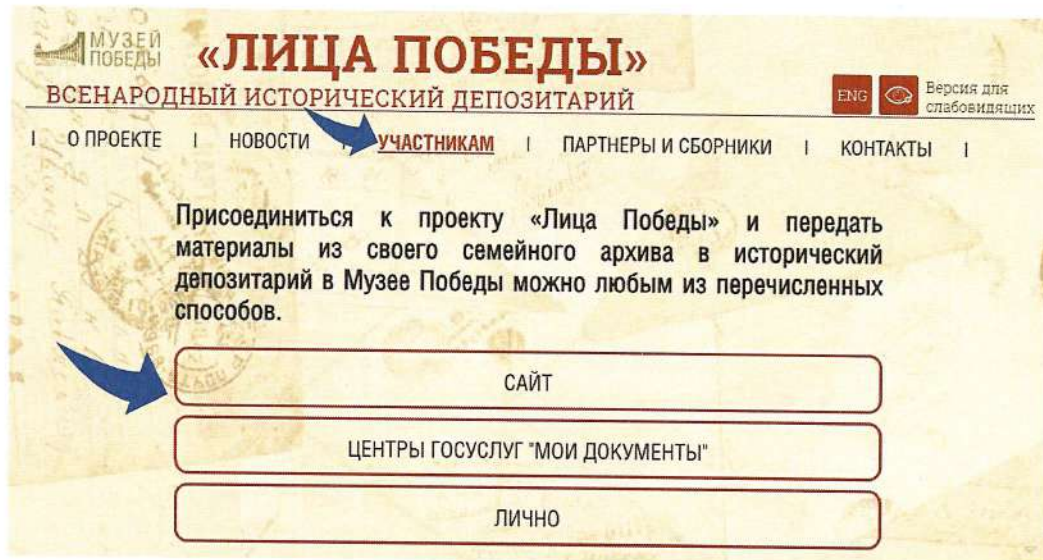 МУЗЕЙ
ПОБЕДЫ
«ЛИЦА ПОБЕДЫ»
ВСЕНАРОДНЫЙ ИСТОРИЧЕСКИЙ ДЕПОЗИТАРИЙ
ENG
Версия для
слабовидящих
| О ПРОЕКТЕ | НОВОСТИ | УЧАСТНИКАМ | ПАРТНЕРЫ И СБОРНИКИ | КОНТАКТЫ |
Присоединиться к проекту «Лица Победы» и передать
материалы из своего семейного архива в исторический
депозитарий в Музее Победы можно любым из перечисленных
способов.
САЙТ
ЦЕНТРЫ ГОСУСЛУГ "МОИ ДОКУМЕНТЫ"
ЛИЧНО